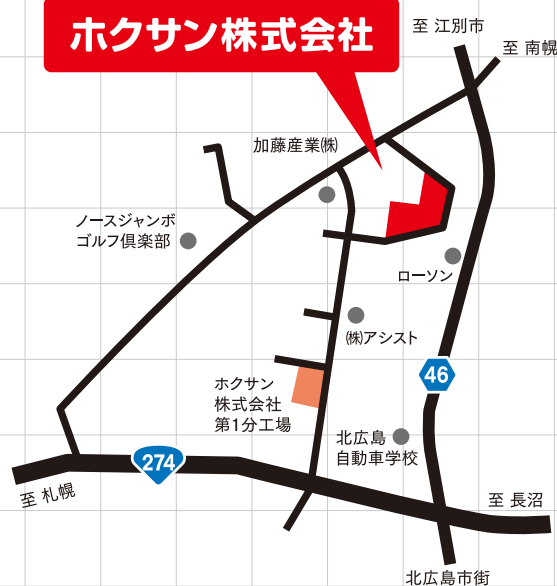 ホクサン株式会社
至 江別市
至 南幌
加藤産業㈱
ノースジャンボ
ゴルフ倶楽部
ローソン
㈱アシスト
46
ホクサン
株式会社
第1分工場
北広島
自動車学校
274
至 札幌
至 長沼
北広島市街